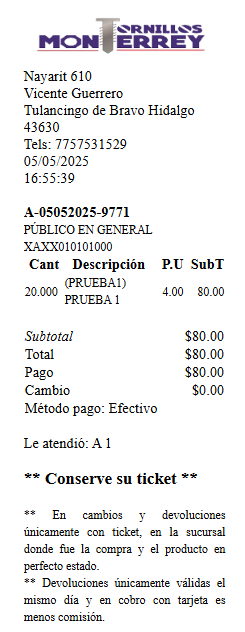 TORNILLOS
MONTERREY
Nayarit 610
Vicente Guerrero
Tulancingo de Bravo Hidalgo
43630
Tels: 7757531529
05/05/2025
16:55:39
A-05052025-9771
PÚBLICO EN GENERAL
XAXX010101000
Cant Descripción P.U SubT
20.000 (PRUEBA1) PRUEBA 1 4.00 80.00
Subtotal $80.00
Total $80.00
Pago $80.00
Cambio $0.00
Método pago: Efectivo
Le atendió: A 1
** Conserve su ticket **
** En cambios y devoluciones
únicamente con ticket, en la sucursal
donde fue la compra y el producto en
perfecto estado.
** Devoluciones únicamente válidas el
mismo día y en cobro con tarjeta es
menos comisión.